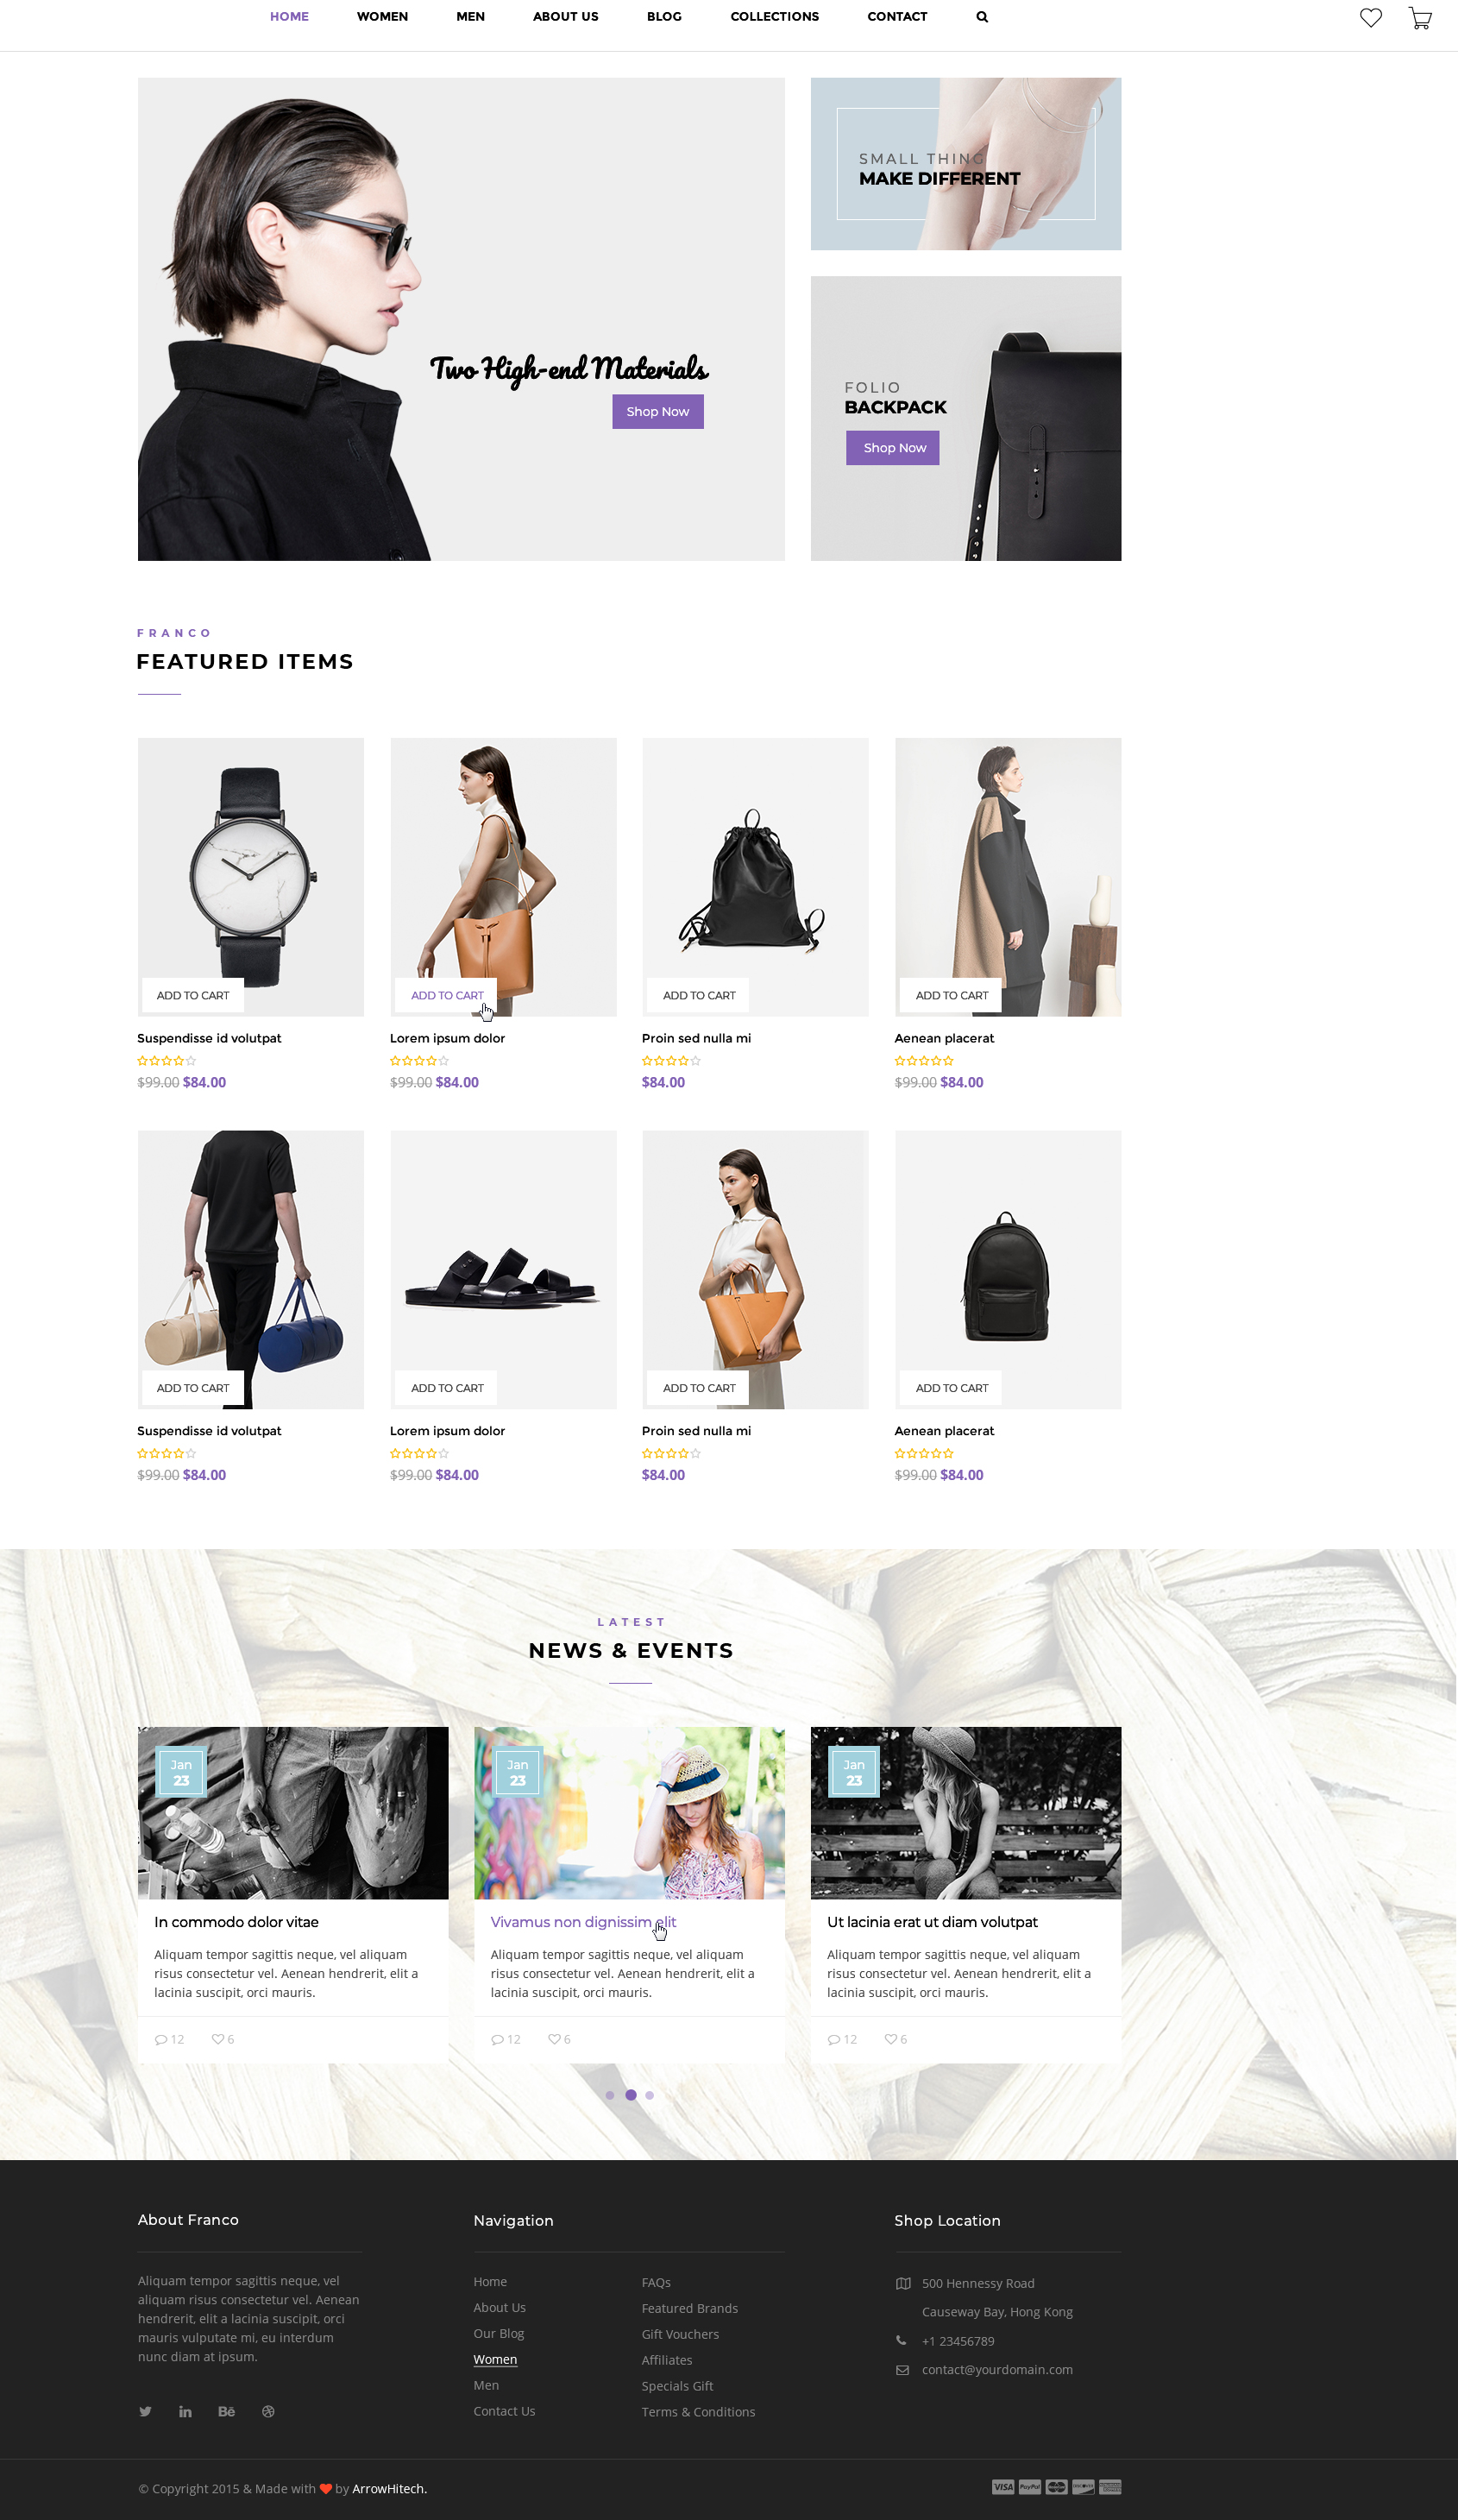 HOME WOMEN MEN ABOUT US BLOG COLLECTIONS CONTACT
SMALL THING
MAKE DIFFERENT
Two High-end Materials
Shop Now
FOLIO
BACKPACK
Shop Now
FRANCO
FEATURED ITEMS
ADD TO CART ADD TO CART ADD TO CART ADD TO CART
Suspendisse id volutpat Lorem ipsum dolor Proin sed nulla mi Aenean placerat
$99.00 $84.00 $99.00 $84.00 $84.00 $99.00 $84.00
ADD TO CART ADD TO CART ADD TO CART ADD TO CART
Suspendisse id volutpat Lorem ipsum dolor Proin sed nulla mi Aenean placerat
$99.00 $84.00 $99.00 $84.00 $84.00 $99.00 $84.00
LATEST
NEWS & EVENTS
Jan
23
In commodo dolor vitae
Aliquam tempor sagittis neque, vel aliquam
risus consectetur vel. Aenean hendrerit, elit a
lacinia suscipit, orci mauris.
12 6
Jan
23
Vivamus non dignissim elit
Aliquam tempor sagittis neque, vel aliquam
risus consectetur vel. Aenean hendrerit, elit a
lacinia suscipit, orci mauris.
12 6
Jan
23
Ut lacinia erat ut diam volutpat
Aliquam tempor sagittis neque, vel aliquam
risus consectetur vel. Aenean hendrerit, elit a
lacinia suscipit, orci mauris.
12 6
About Franco
Aliquam tempor sagittis neque, vel
aliquam risus consectetur vel. Aenean
hendrerit, elit a lacinia suscipit, orci
mauris vulputate mi, eu interdum
nunc diam at ipsum.
Bē
Navigation
Home
About Us
Our Blog
Women
Men
Contact Us
FAQs
Featured Brands
Gift Vouchers
Affiliates
Specials Gift
Terms & Conditions
Shop Location
500 Hennessy Road
Causeway Bay, Hong Kong
+1 23456789
contact@yourdomain.com
© Copyright 2015 & Made with by ArrowHitech.
VISA PayPal MasterCard DISCOVER